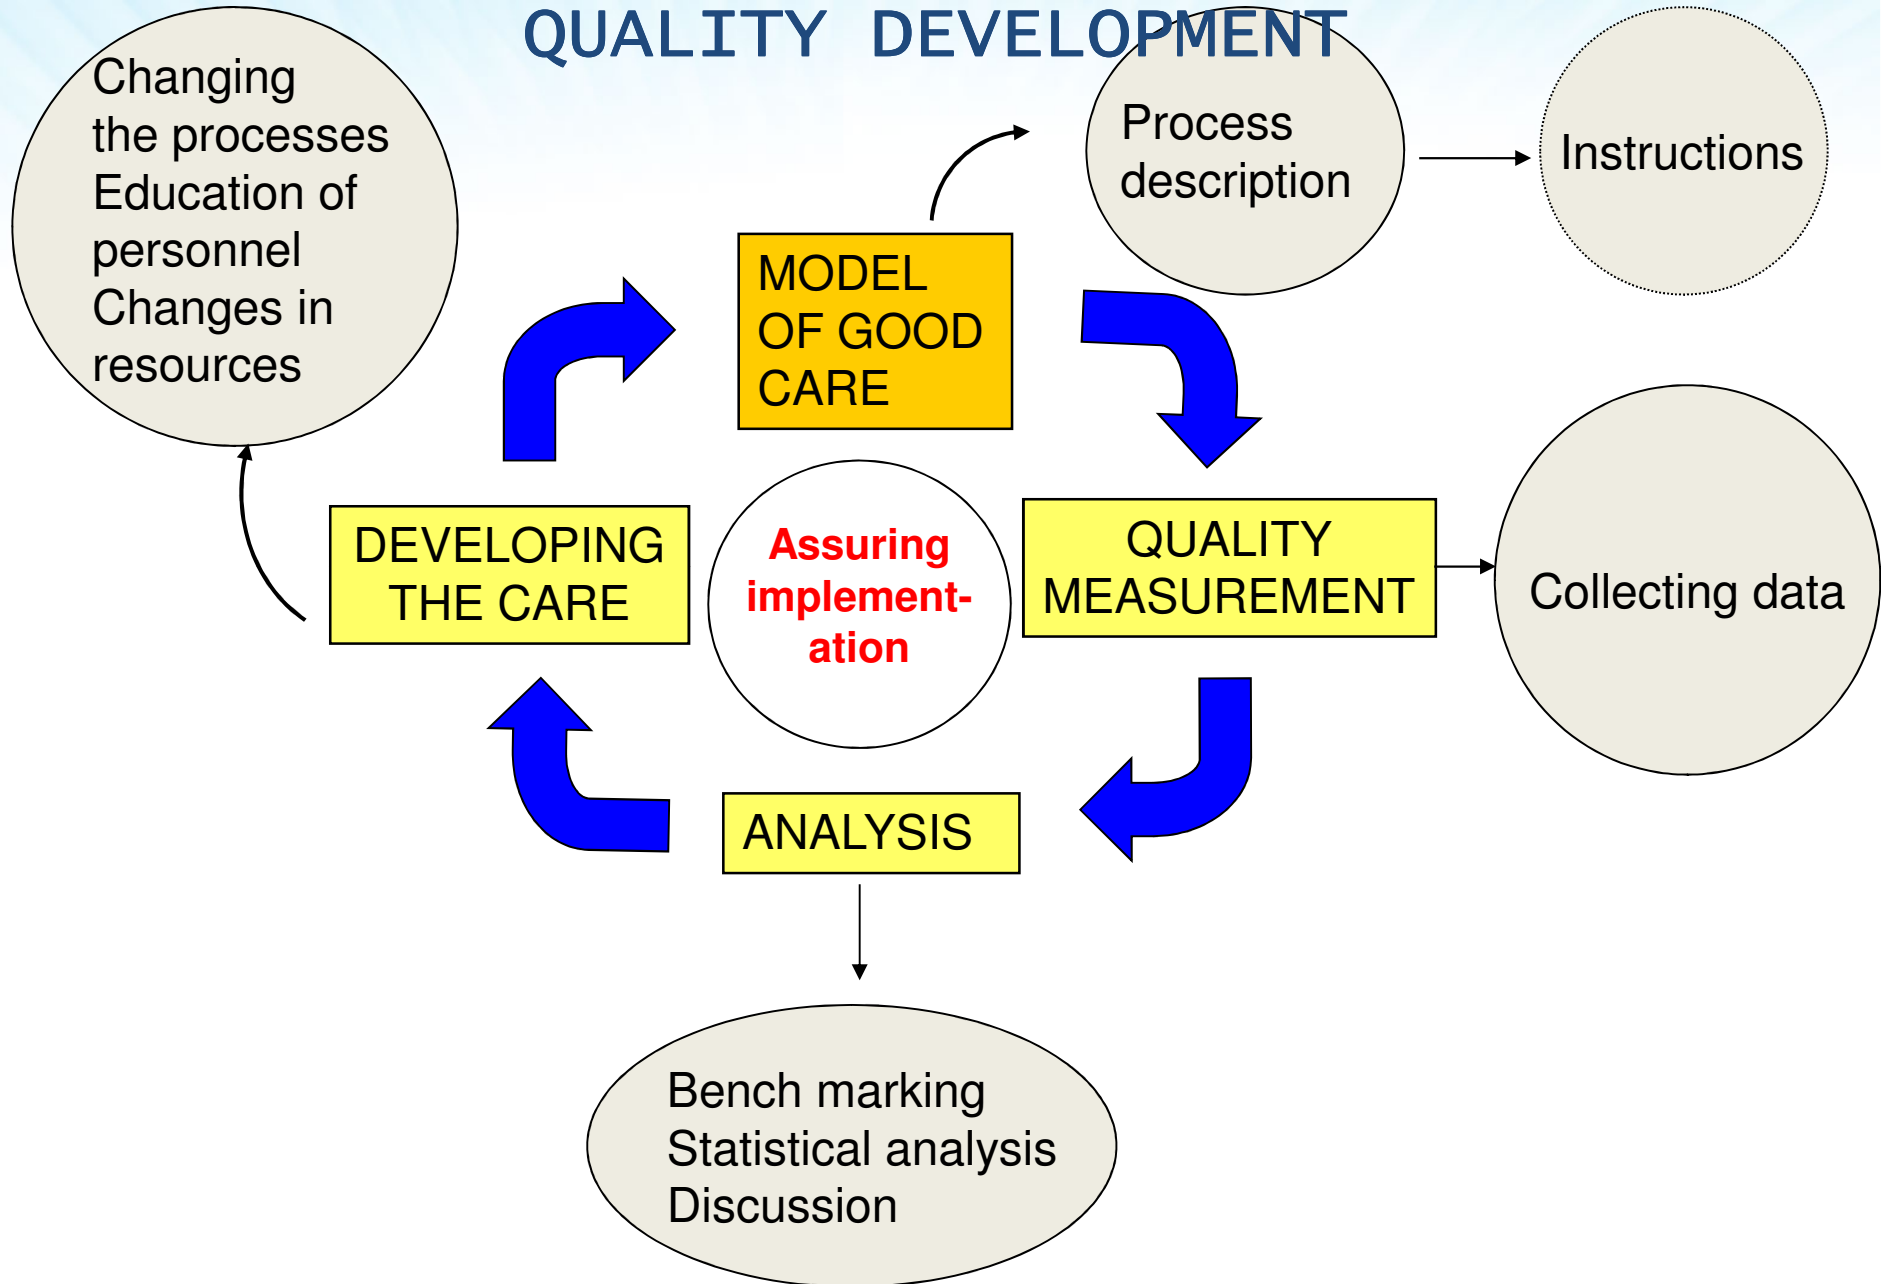 QUALITY DEVELOPMENT
Changing
the processes
Education of
personnel
Changes in
resources
Process
description
Instructions
MODEL
OF GOOD
CARE
DEVELOPING
THE CARE
Assuring
implement-
ation
QUALITY
MEASUREMENT
Collecting data
ANALYSIS
Bench marking
Statistical analysis
Discussion